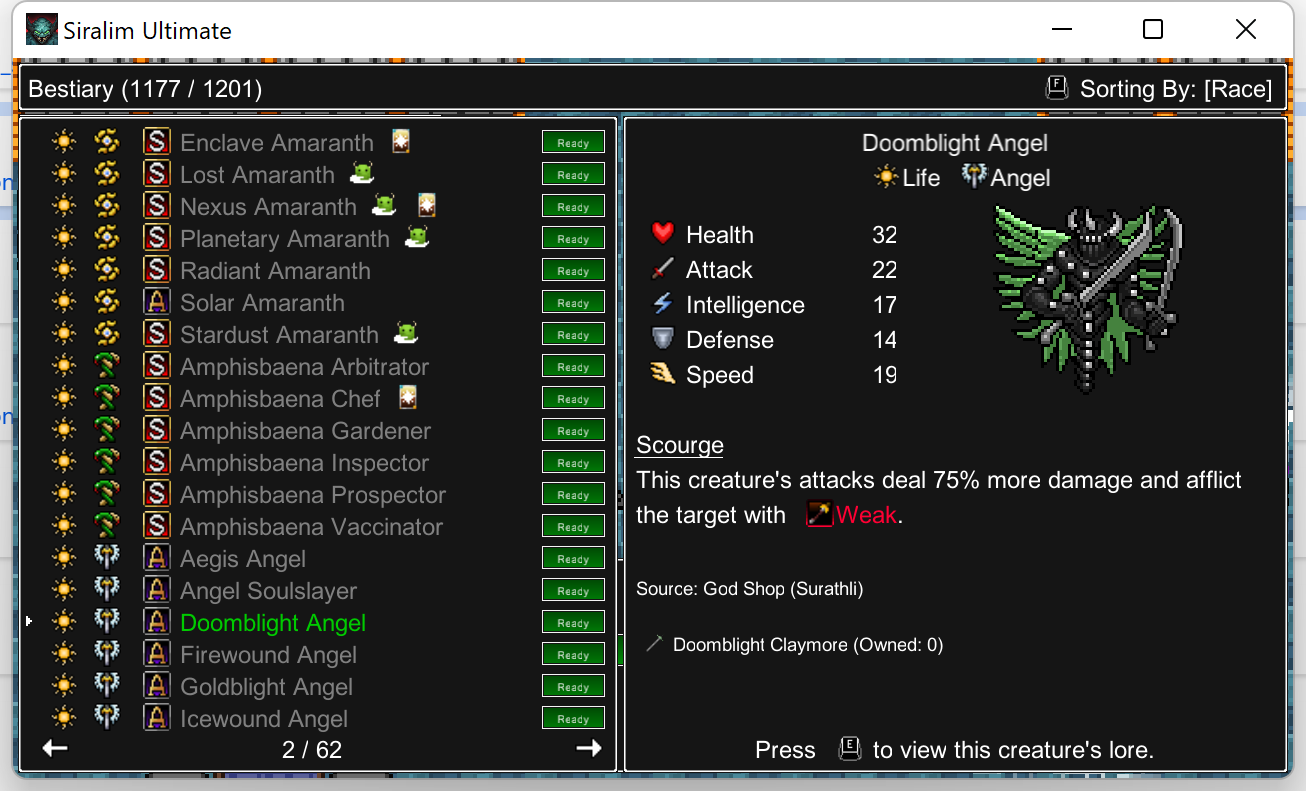 Siralim Ultimate
Bestiary (1177 / 1201)
F Sorting By: [Race]
S Enclave Amaranth Ready
S Lost Amaranth Ready
S Nexus Amaranth Ready
S Planetary Amaranth Ready
S Radiant Amaranth Ready
A Solar Amaranth Ready
S Stardust Amaranth Ready
S Amphisbaena Arbitrator Ready
S Amphisbaena Chef Ready
S Amphisbaena Gardener Ready
S Amphisbaena Inspector Ready
S Amphisbaena Prospector Ready
S Amphisbaena Vaccinator Ready
A Aegis Angel Ready
A Angel Soulslayer Ready
A Doomblight Angel Ready
A Firewound Angel Ready
A Goldblight Angel Ready
A Icewound Angel Ready
2 / 62
Doomblight Angel
Life Angel
Health 32
Attack 22
Intelligence 17
Defense 14
Speed 19
Scourge
This creature's attacks deal 75% more damage and afflict
the target with Weak.
Source: God Shop (Surathli)
Doomblight Claymore (Owned: 0)
Press E to view this creature's lore.